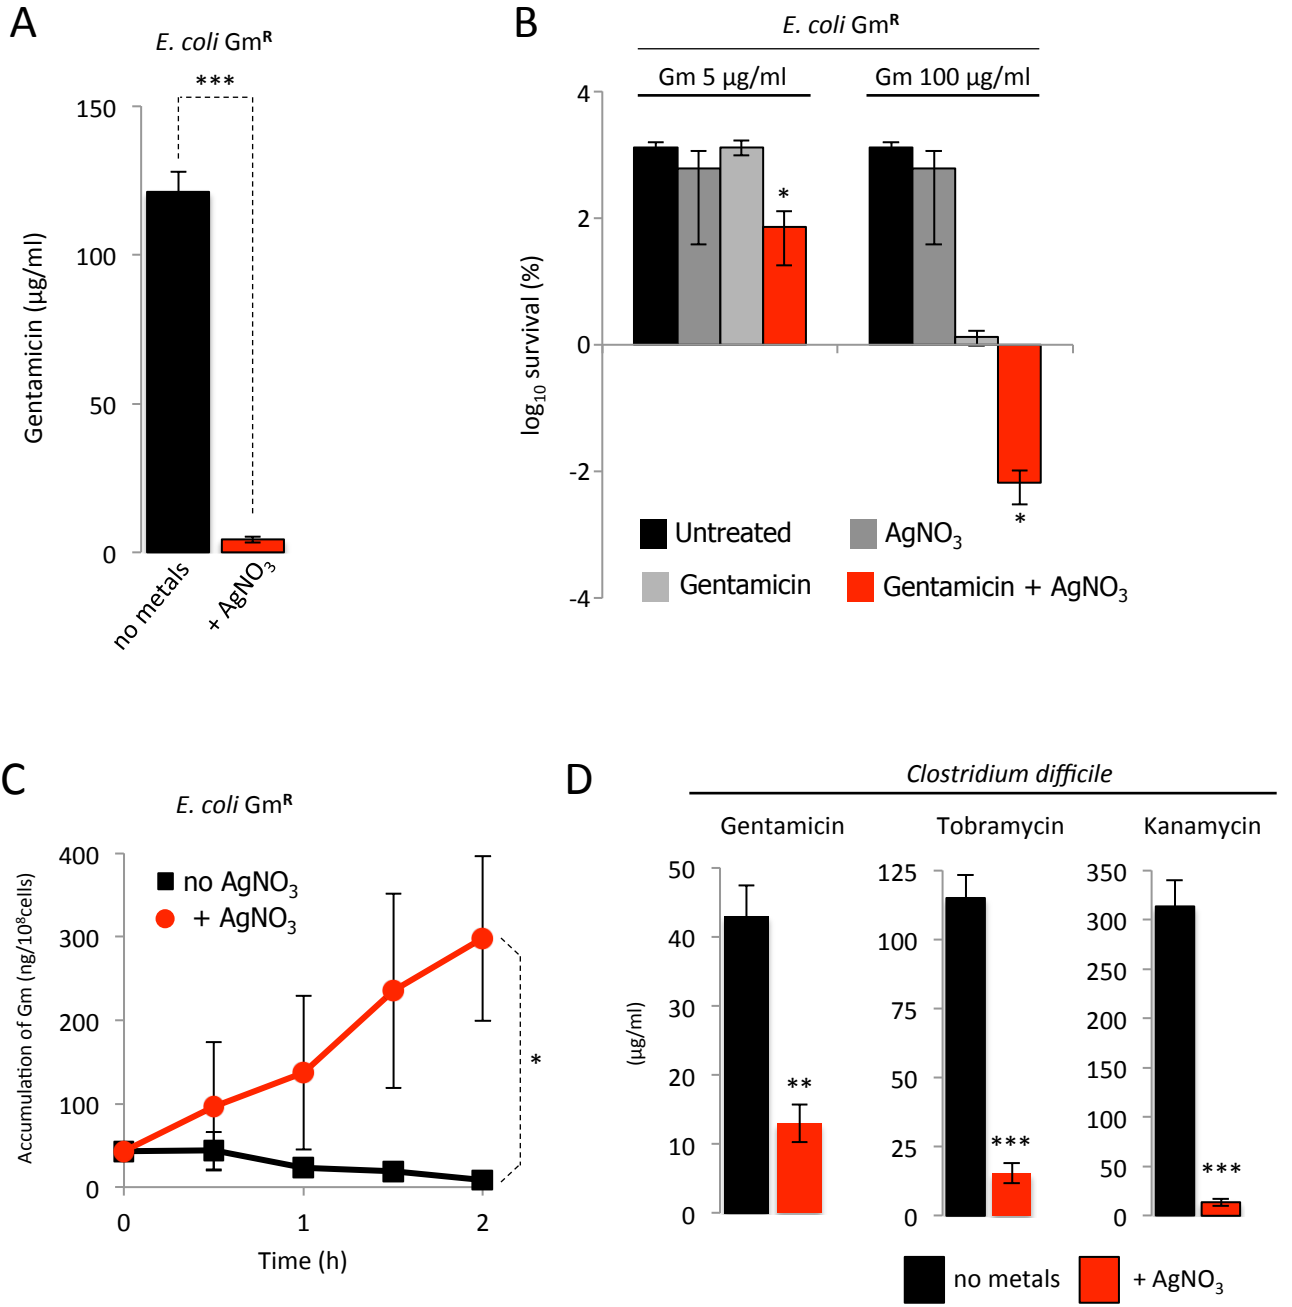 A
E. coli Gm^R
***
150
100
50
0
Gentamicin (µg/ml)
no metals
+ AgNO₃
B
E. coli Gm^R
Gm 5 µg/ml
Gm 100 µg/ml
4
2
0
-2
-4
log₁₀ survival (%)
*
*
Untreated
AgNO₃
Gentamicin
Gentamicin + AgNO₃
C
E. coli Gm^R
400
300
200
100
0
Accumulation of Gm (ng/10⁸cells)
no AgNO₃
+ AgNO₃
*
0
1
2
Time (h)
D
Clostridium difficile
Gentamicin
Tobramycin
Kanamycin
(µg/ml)
50
40
30
20
10
0
**
125
100
75
50
25
0
***
350
300
250
200
150
100
50
0
***
no metals
+ AgNO₃